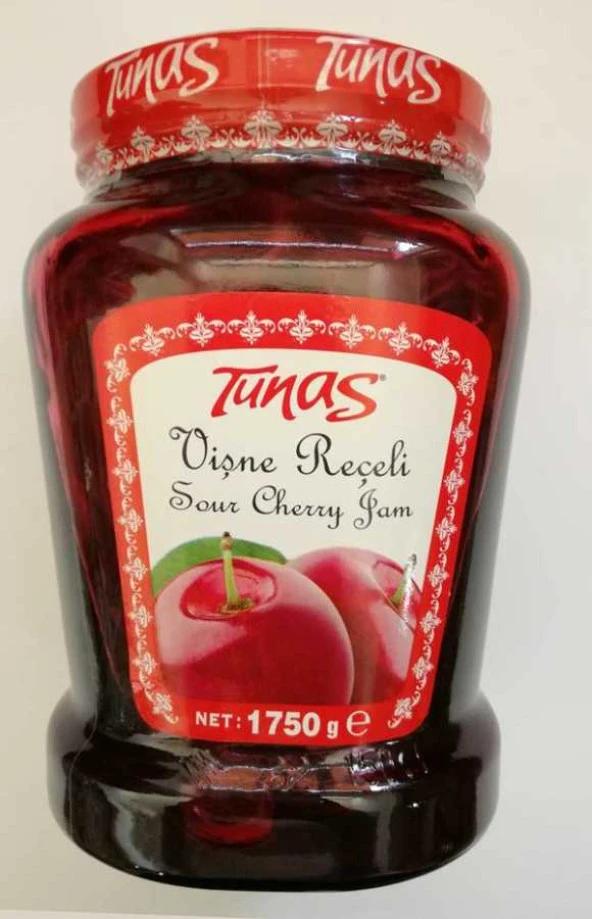 Tunas Tunas
Tunas®
Vişne Reçeli
Sour Cherry Jam
NET: 1750 g ℮